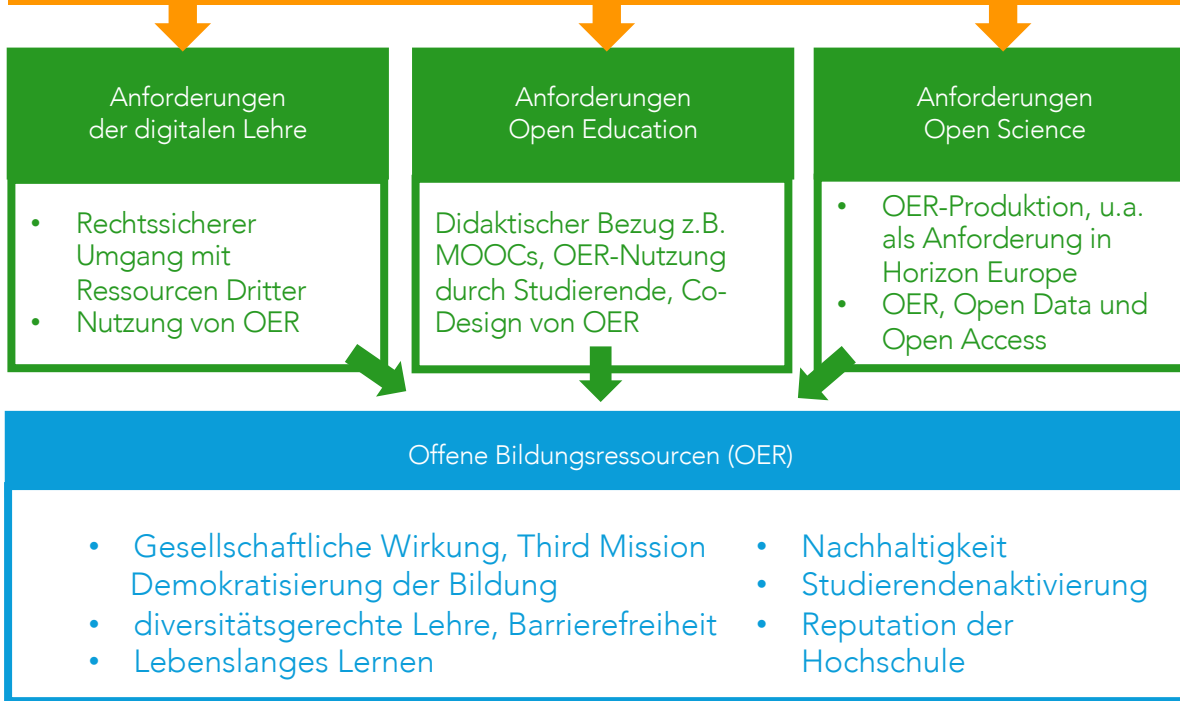 Anforderungen
der digitalen Lehre
• Rechtssicherer
Umgang mit
Ressourcen Dritter
• Nutzung von OER
Anforderungen
Open Education
Didaktischer Bezug z.B.
MOOCs, OER-Nutzung
durch Studierende, Co-
Design von OER
Anforderungen
Open Science
• OER-Produktion, u.a.
als Anforderung in
Horizon Europe
• OER, Open Data und
Open Access
Offene Bildungsressourcen (OER)
• Gesellschaftliche Wirkung, Third Mission
Demokratisierung der Bildung
• diversitätsgerechte Lehre, Barrierefreiheit
• Lebenslanges Lernen
• Nachhaltigkeit
• Studierendenaktivierung
• Reputation der
Hochschule